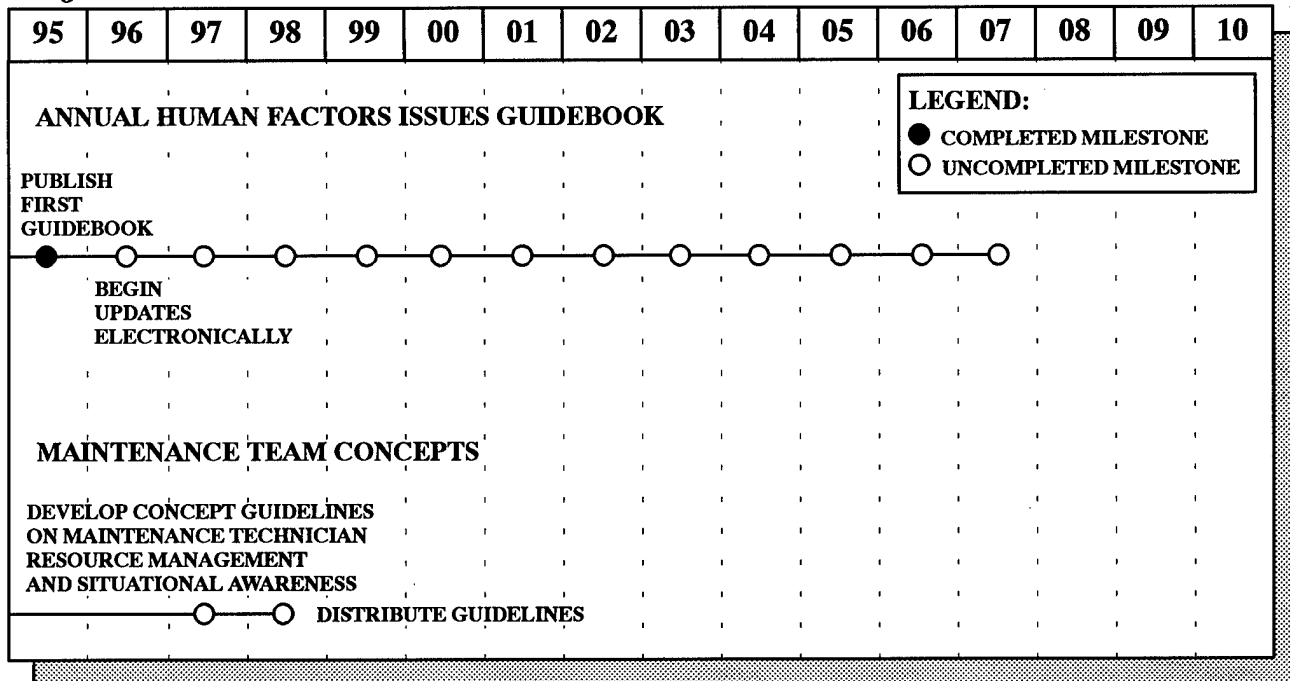 95 96 97 98 99 00 01 02 03 04 05 06 07 08 09 10
ANNUAL HUMAN FACTORS ISSUES GUIDEBOOK
LEGEND:
COMPLETED MILESTONE
UNCOMPLETED MILESTONE
PUBLISH
FIRST
GUIDEBOOK
BEGIN
UPDATES
ELECTRONICALLY
MAINTENANCE TEAM CONCEPTS
DEVELOP CONCEPT GUIDELINES
ON MAINTENANCE TECHNICIAN
RESOURCE MANAGEMENT
AND SITUATIONAL AWARENESS
DISTRIBUTE GUIDELINES